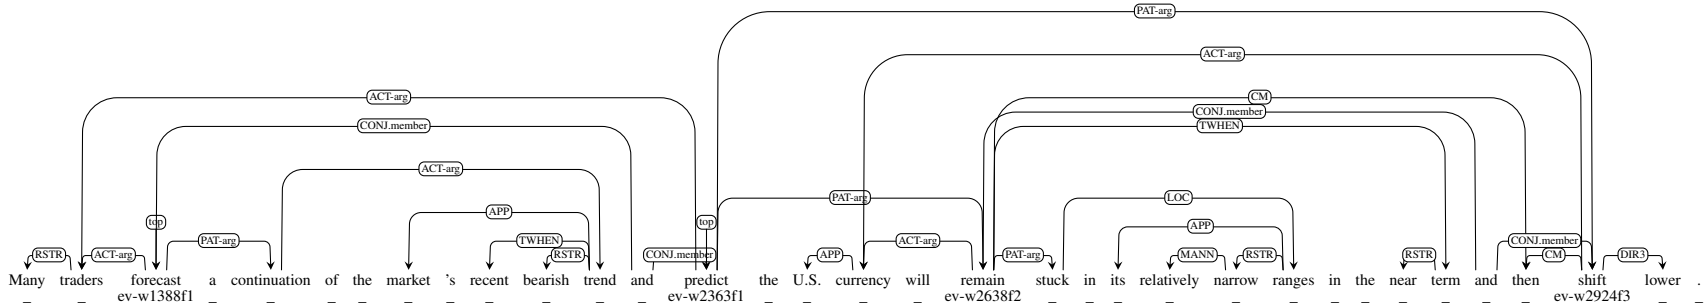 PAT-arg
ACT-arg
ACT-arg CM
CONJ.member
CONJ.member TWHEN
ACT-arg
PAT-arg LOC
APP
top top APP
PAT-arg TWHEN ACT-arg MANN CONJ.member
RSTR ACT-arg RSTR CONJ.member APP PAT-arg RSTR RSTR CM DIR3
Many traders forecast a continuation of the market 's recent bearish trend and predict the U.S. currency will remain stuck in its relatively narrow ranges in the near term and then shift lower .
_ _ ev-w1388f1 _ _ _ _ _ _ _ _ _ _ ev-w2363f1 _ _ _ _ ev-w2638f2 _ _ _ _ _ _ _ _ _ _ _ _ ev-w2924f3 _ _